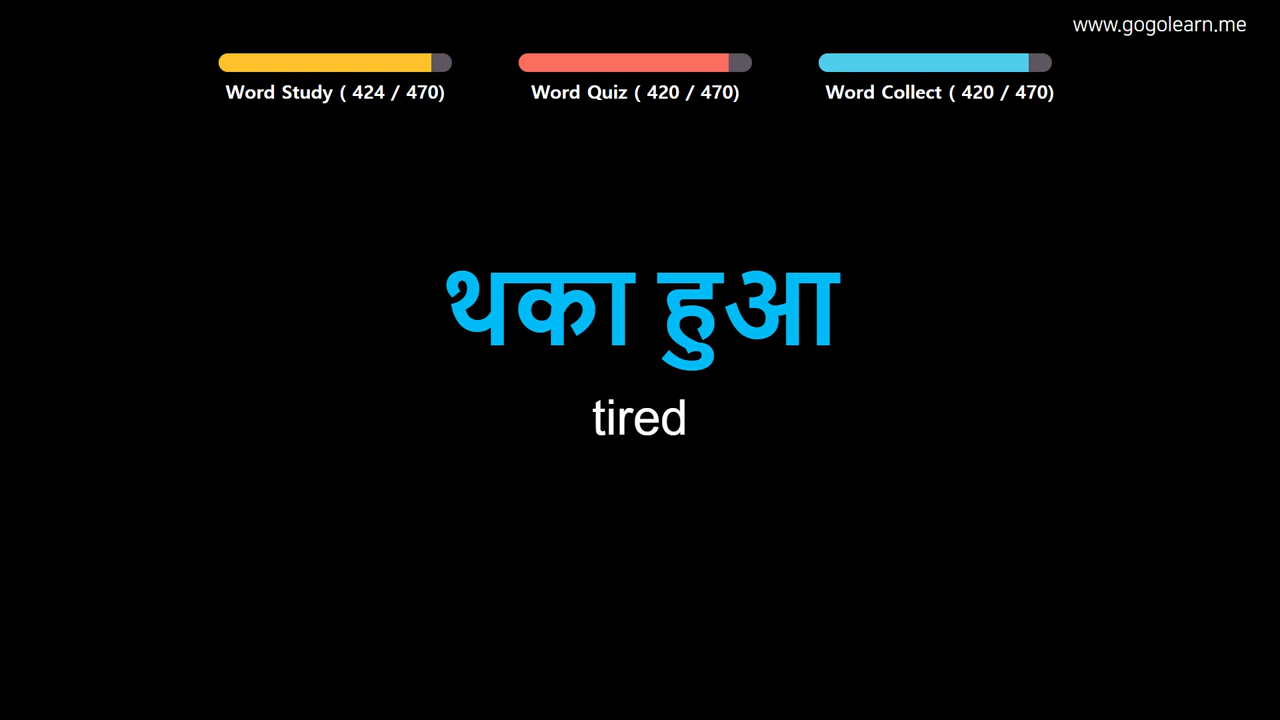 www.gogolearn.me
Word Study ( 424 / 470)
Word Quiz ( 420 / 470)
Word Collect ( 420 / 470)
थका हुआ
tired